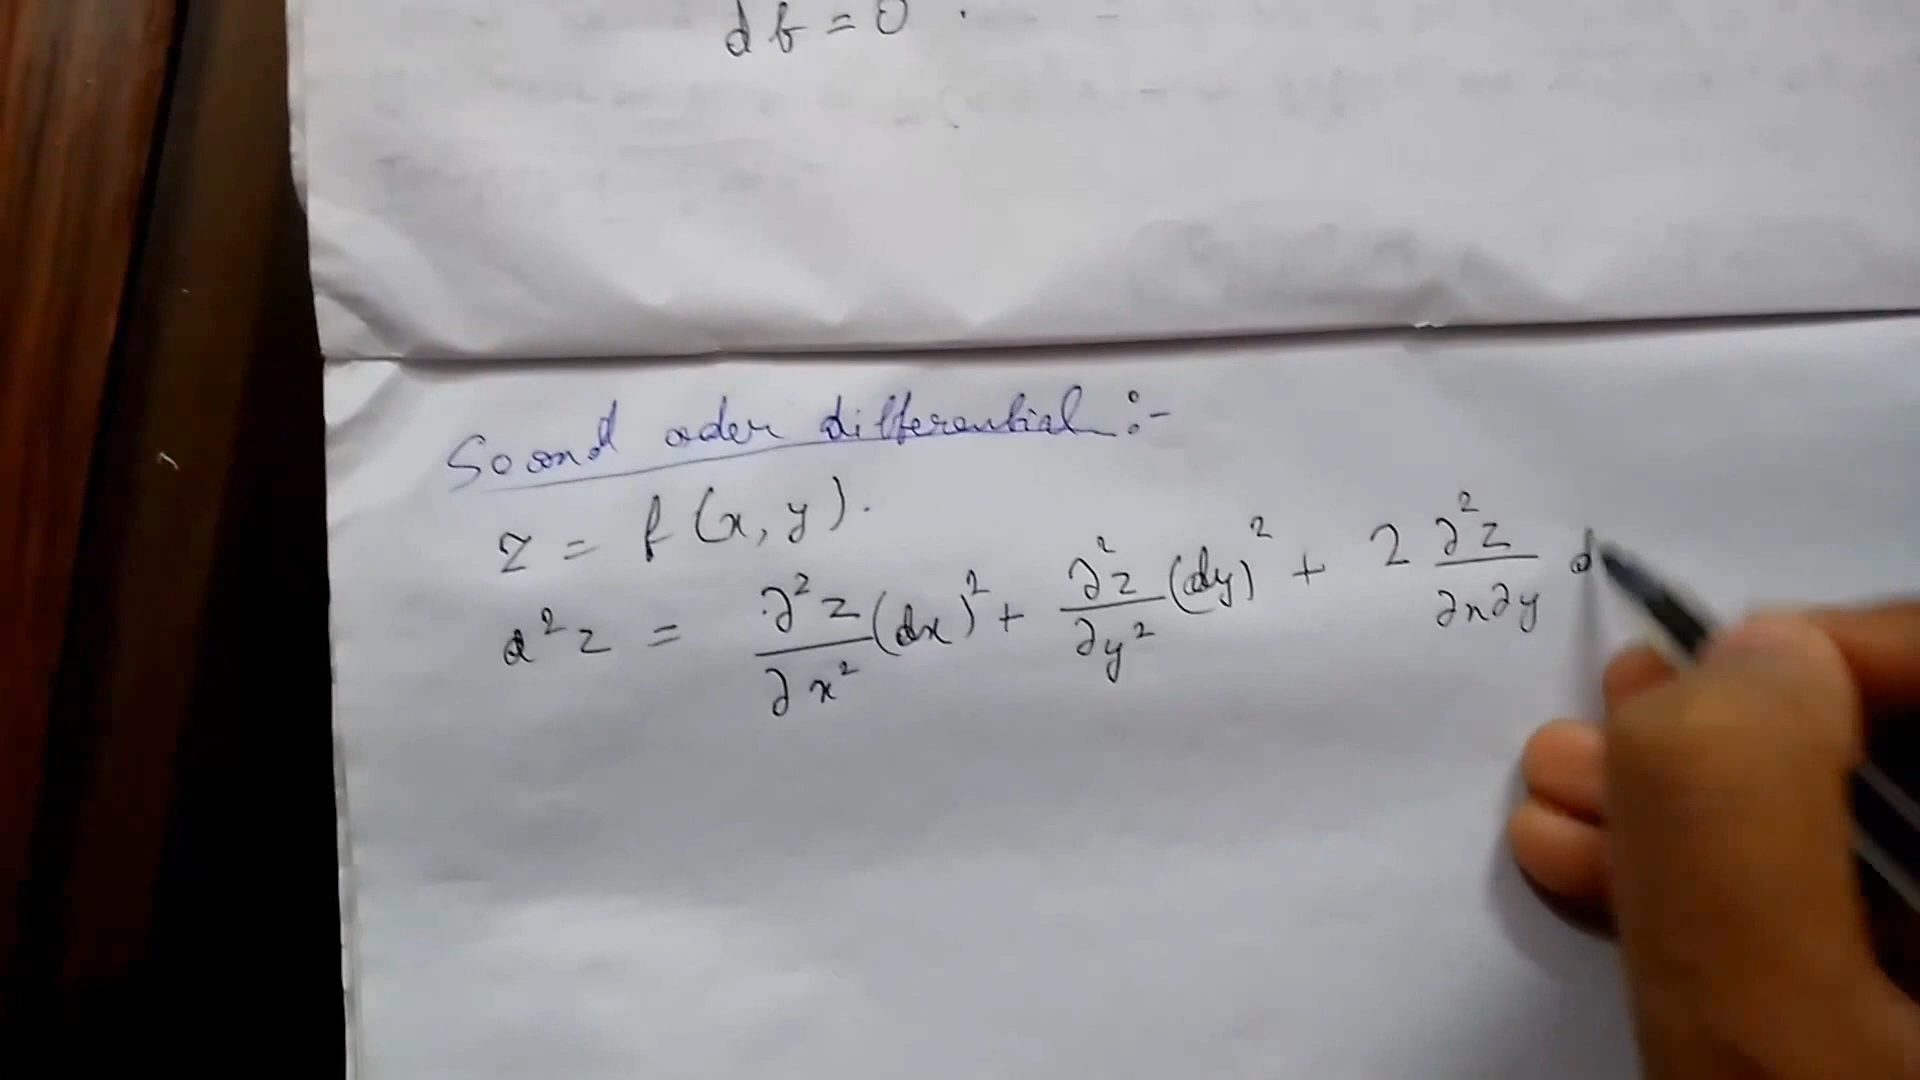 df = 0.
Second order differential :-
z = f(x, y).
d²z = ∂²z/∂x² (dx)² + ∂²z/∂y² (dy)² + 2 ∂²z/∂x∂y d